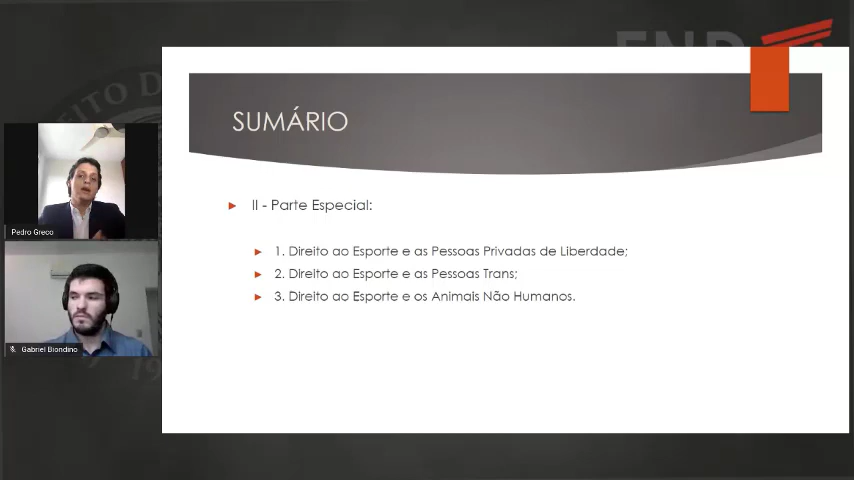 SUMÁRIO
II - Parte Especial:
1. Direito ao Esporte e as Pessoas Privadas de Liberdade;
2. Direito ao Esporte e as Pessoas Trans;
3. Direito ao Esporte e os Animais Não Humanos.
Pedro Greco
Gabriel Biondino